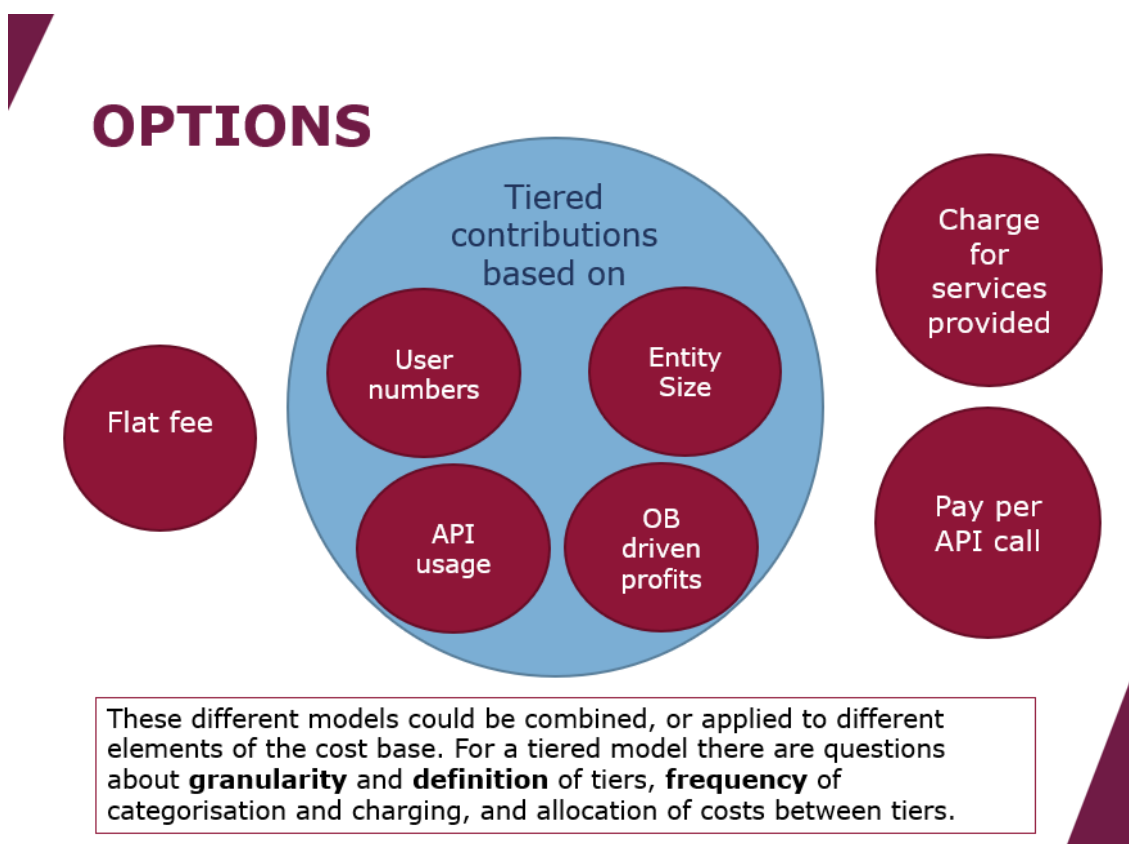 OPTIONS
Tiered
contributions
based on
User
numbers
Entity
Size
API
usage
OB
driven
profits
Flat fee
Charge
for
services
provided
Pay per
API call
These different models could be combined, or applied to different
elements of the cost base. For a tiered model there are questions
about granularity and definition of tiers, frequency of
categorisation and charging, and allocation of costs between tiers.